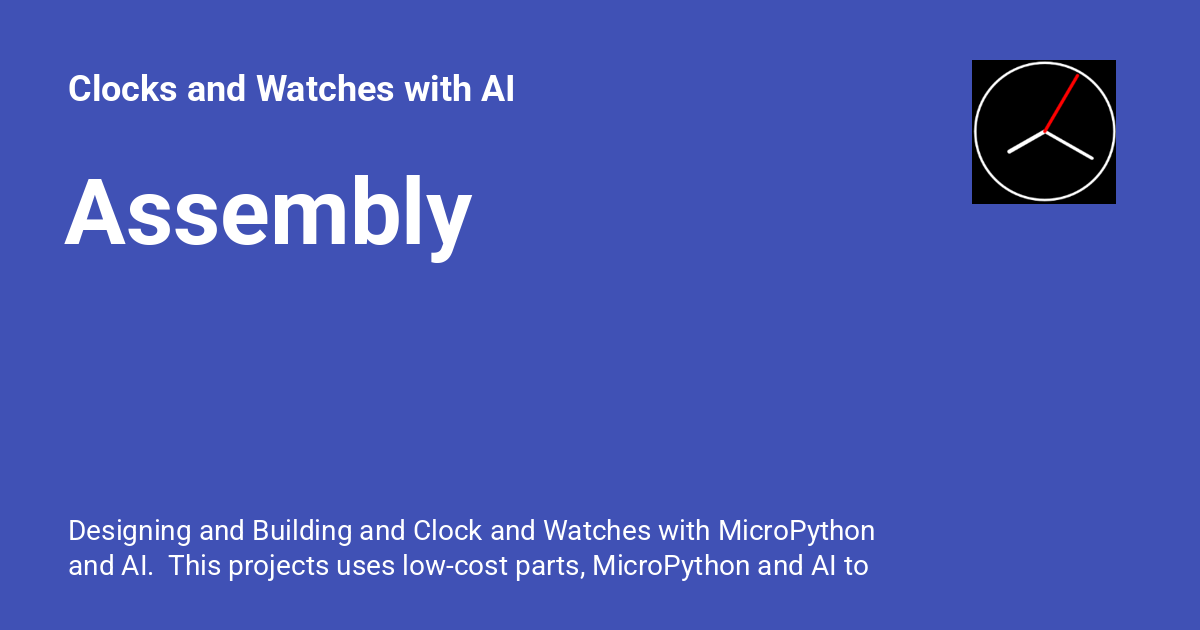 Clocks and Watches with AI
Assembly
Designing and Building and Clock and Watches with MicroPython
and AI.  This projects uses low-cost parts, MicroPython and AI to